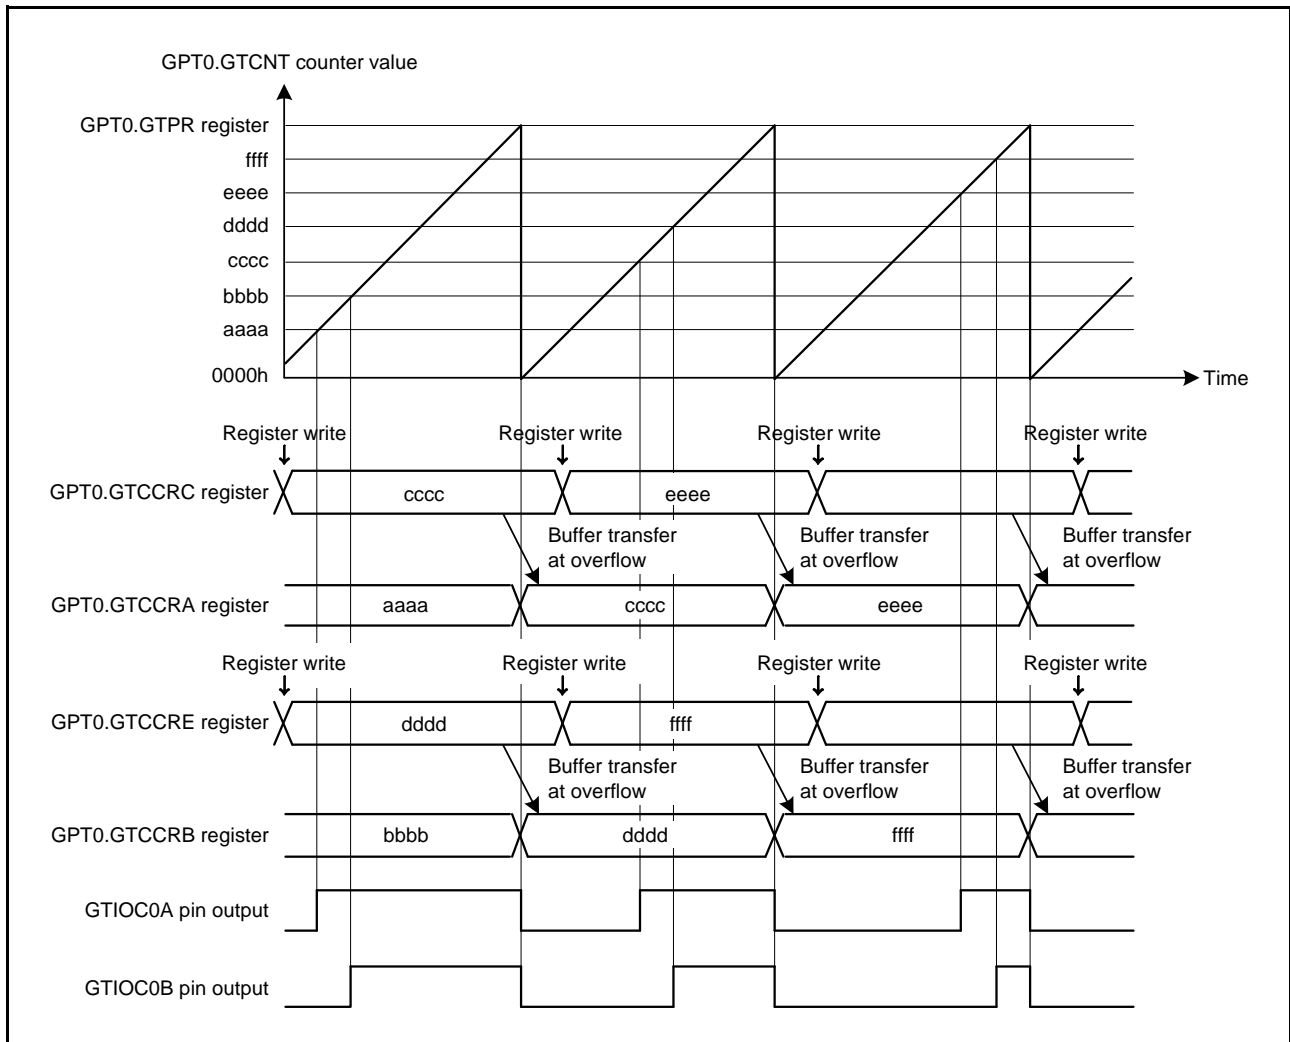 GPT0.GTCNT counter value
GPT0.GTPR register
ffff
eeee
dddd
cccc
bbbb
aaaa
0000h
Time
Register write Register write Register write Register write
GPT0.GTCCRC register cccc eeee
Buffer transfer at overflow
Buffer transfer at overflow
Buffer transfer at overflow
GPT0.GTCCRA register aaaa cccc eeee
Register write Register write Register write Register write
GPT0.GTCCRE register dddd ffff
Buffer transfer at overflow
Buffer transfer at overflow
Buffer transfer at overflow
GPT0.GTCCRB register bbbb dddd ffff
GTIOC0A pin output
GTIOC0B pin output